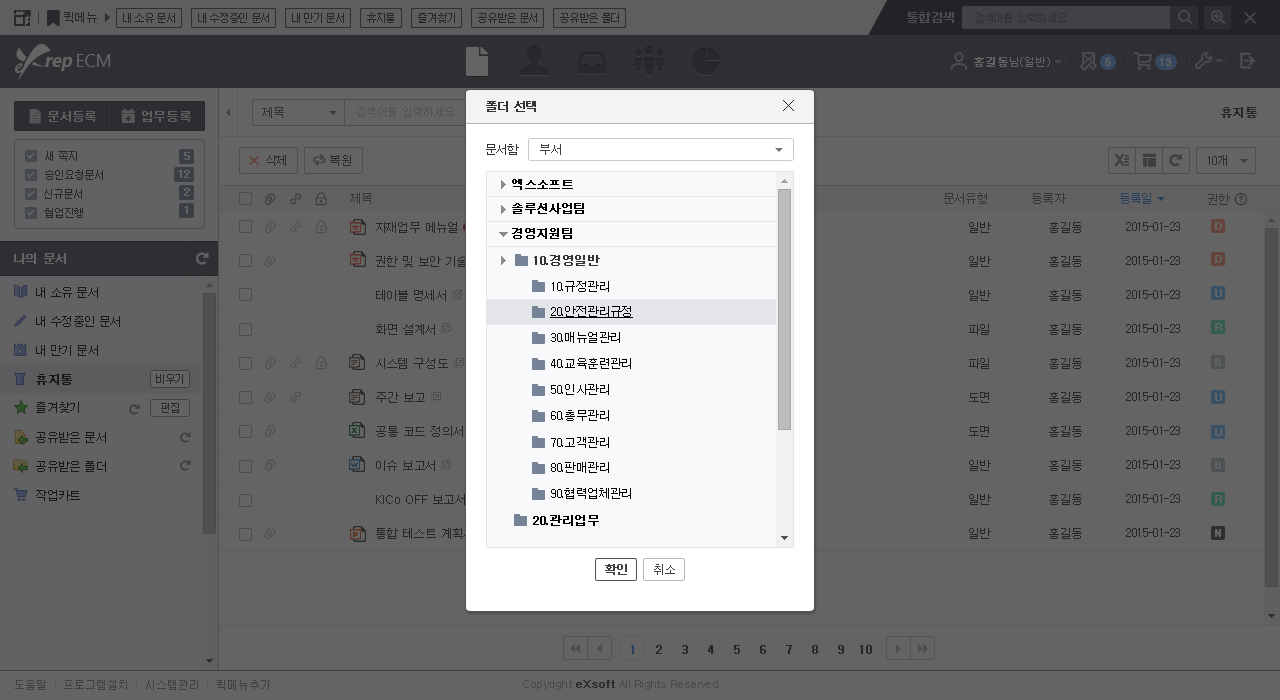 퀵메뉴 내 소유 문서 내 수정중인 문서 내 만기 문서 휴지통 즐겨찾기 공유받은 문서 공유받은 폴더 통합검색 검색어를 입력하세요
eXrep ECM 홍길동님(일반) 5 13
문서등록 업무등록 제목 검색어를 입력하세요 휴지통
새 쪽지 5
승인요청문서 12
신규문서 2
협업진행 1
삭제 복원 10개
제목 문서유형 등록자 등록일 권한
나의 문서
내 소유 문서
내 수정중인 문서
내 만기 문서
휴지통 비우기
즐겨찾기 편집
공유받은 문서
공유받은 폴더
작업카트
자재업무 메뉴얼 일반 홍길동 2015-01-23 D
권한 및 보안 기술 일반 홍길동 2015-01-23 D
테이블 명세서 일반 홍길동 2015-01-23 U
화면 설계서 파일 홍길동 2015-01-23 R
시스템 구성도 파일 홍길동 2015-01-23 B
주간 보고 도면 홍길동 2015-01-23 U
공통 코드 정의서 도면 홍길동 2015-01-23 U
이슈 보고서 일반 홍길동 2015-01-23 B
KICo OFF 보고서 일반 홍길동 2015-01-23 R
통합 테스트 계획 일반 홍길동 2015-01-23 N
폴더 선택
문서함 부서
엑스소프트
솔루션사업팀
경영지원팀
10.경영일반
10.규정관리
20.안전관리규정
30.매뉴얼관리
40.교육훈련관리
50.인사관리
60.총무관리
70.고객관리
80.판매관리
90.협력업체관리
20.관리업무
확인 취소
1 2 3 4 5 6 7 8 9 10
도움말 프로그램설치 시스템관리 퀵메뉴추가 Copyright eXsoft All Rights Reserved.